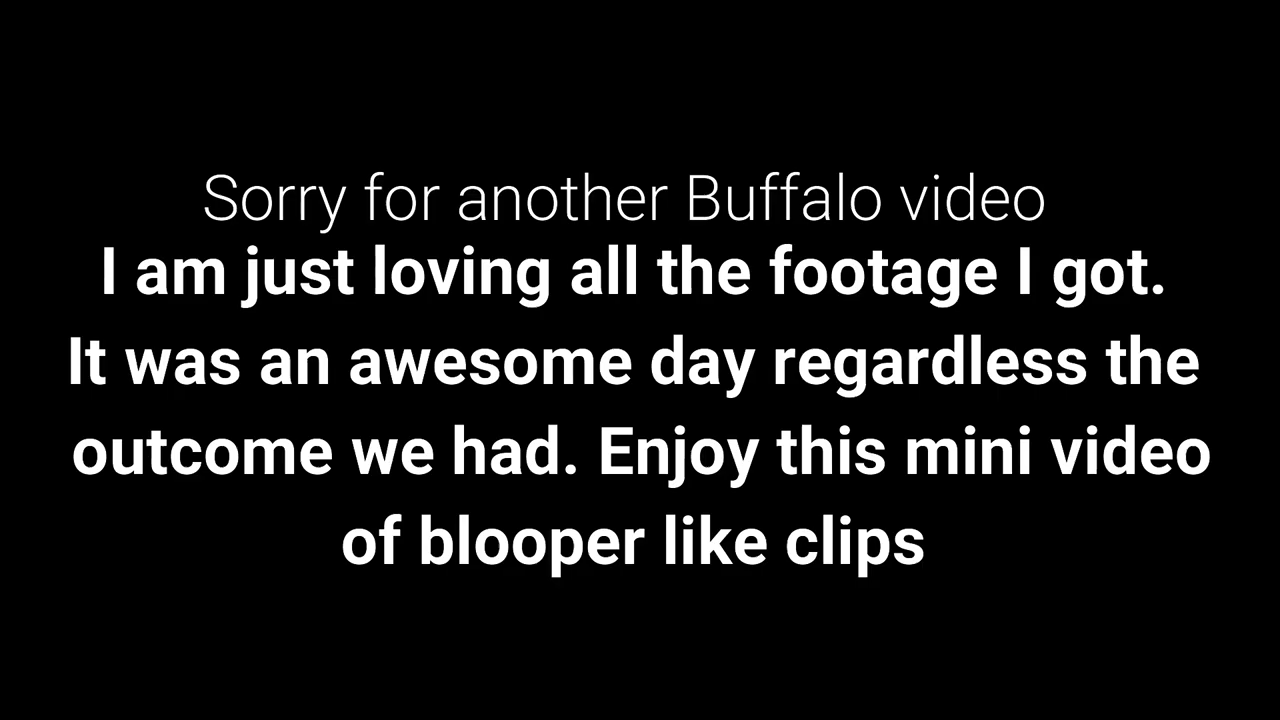 Sorry for another Buffalo video
I am just loving all the footage I got.
It was an awesome day regardless the
outcome we had. Enjoy this mini video
of blooper like clips